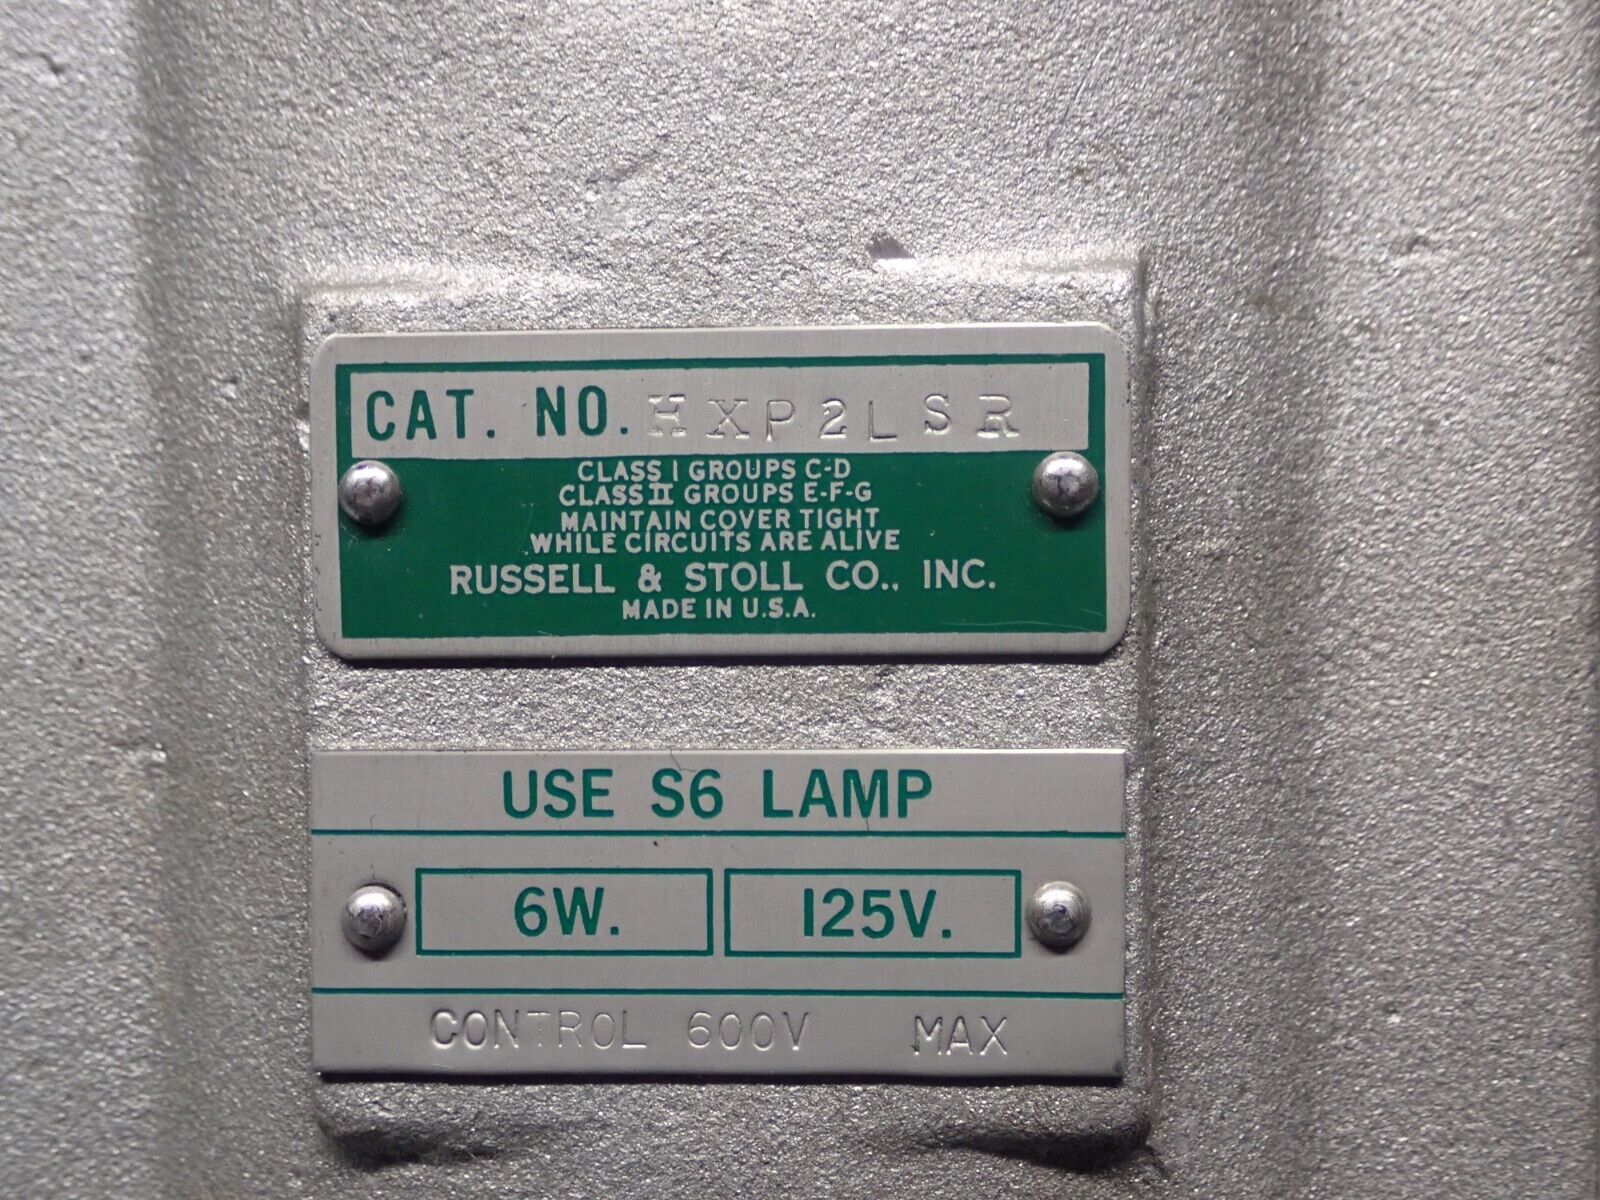 CAT. NO. HXP2LSR
CLASS I GROUPS C-D
CLASS II GROUPS E-F-G
MAINTAIN COVER TIGHT
WHILE CIRCUITS ARE ALIVE
RUSSELL & STOLL CO., INC.
MADE IN U.S.A.
USE S6 LAMP
6W. 125V.
CONTROL 600V MAX